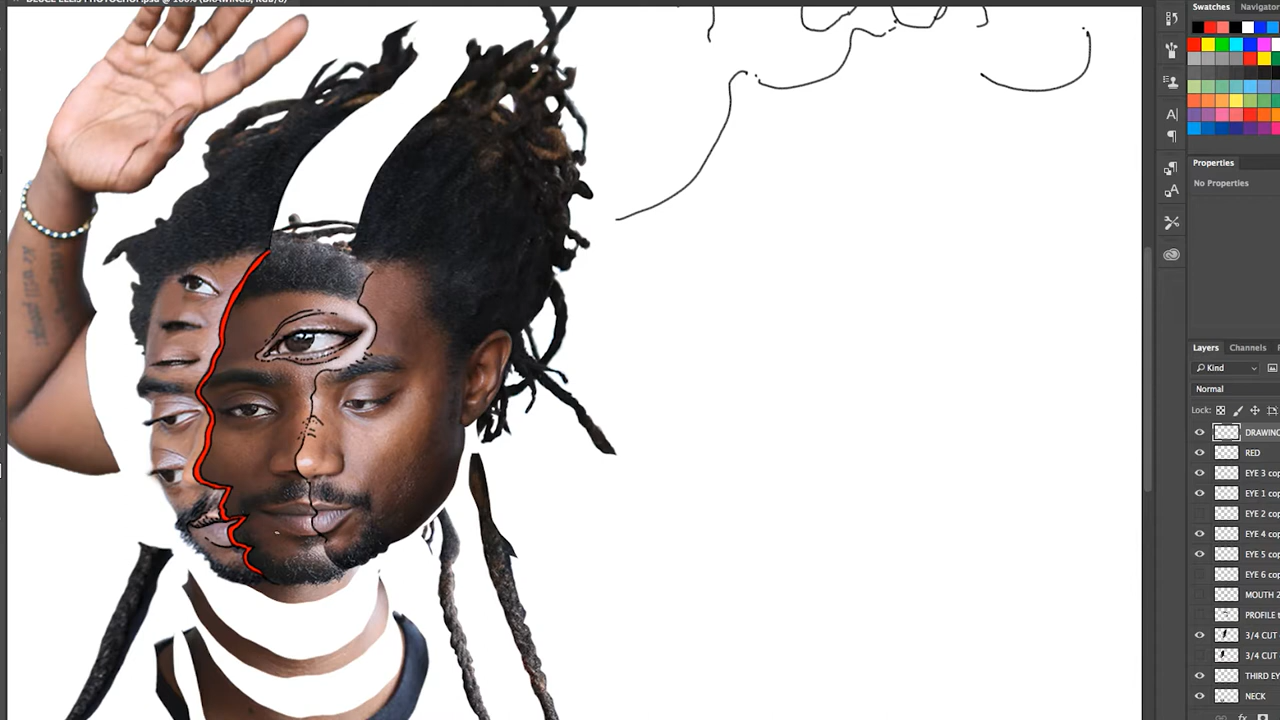 Swatches Navigator
Properties
No Properties
Layers Channels
Kind
Normal
Lock:
DRAWING
RED
EYE 3 cop
EYE 1 cop
EYE 2 cop
EYE 4 cop
EYE 5 cop
EYE 6 cop
MOUTH 2
PROFILE t
3/4 CUT
3/4 CUT
THIRD EY
NECK